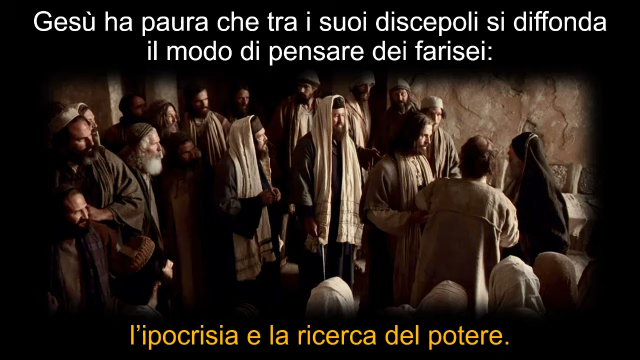 Gesù ha paura che tra i suoi discepoli si diffonda
il modo di pensare dei farisei:
l’ipocrisia e la ricerca del potere.